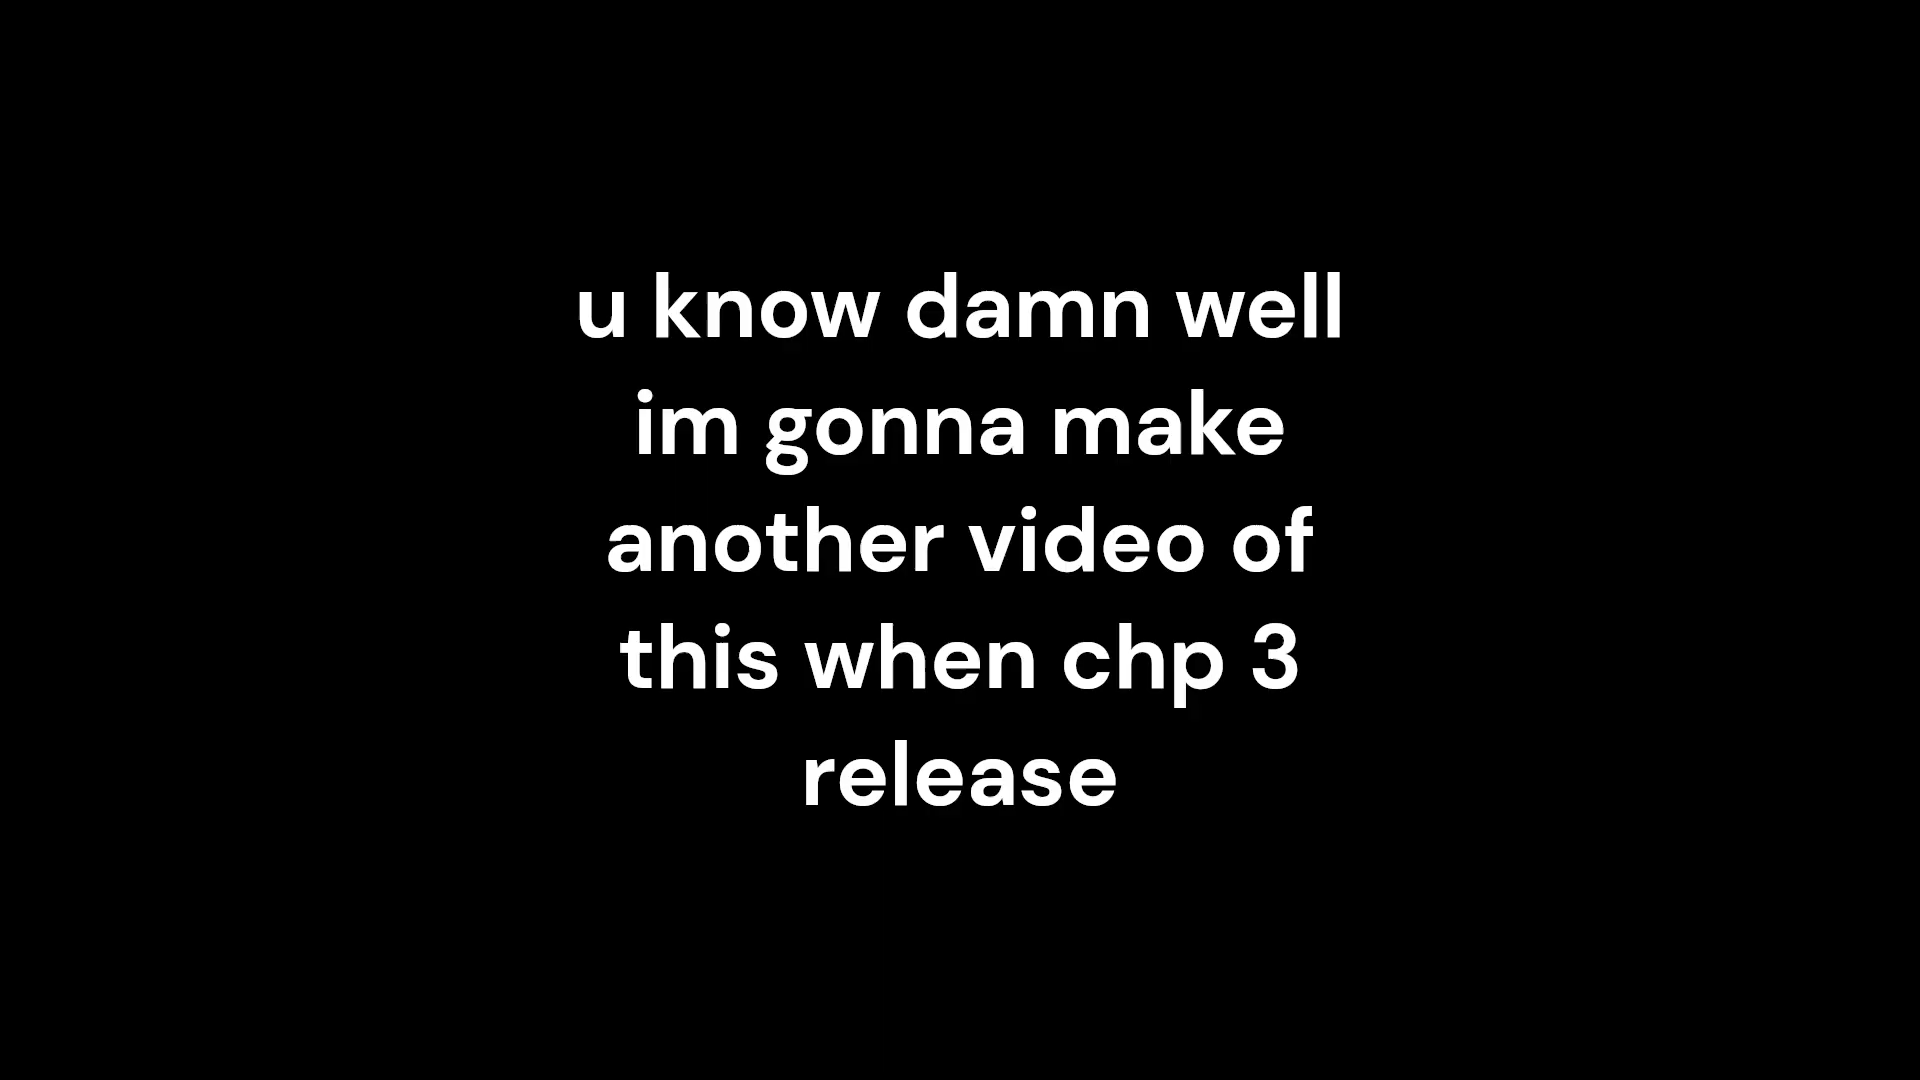 u know damn well
im gonna make
another video of
this when chp 3
release